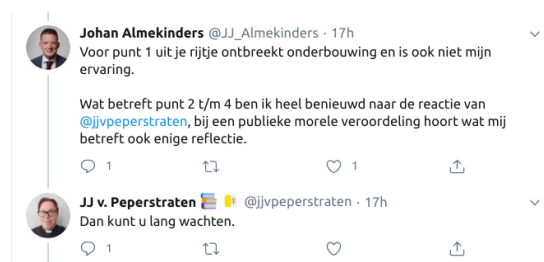 Johan Almekinders @JJ_Almekinders · 17h
Voor punt 1 uit je rijtje ontbreekt onderbouwing en is ook niet mijn
ervaring.
Wat betreft punt 2 t/m 4 ben ik heel benieuwd naar de reactie van
@jjvpeperstraten, bij een publieke morele veroordeling hoort wat mij
betreft ook enige reflectie.
1 1
JJ v. Peperstraten 📚 🇻🇦 @jjvpeperstraten · 17h
Dan kunt u lang wachten.
1